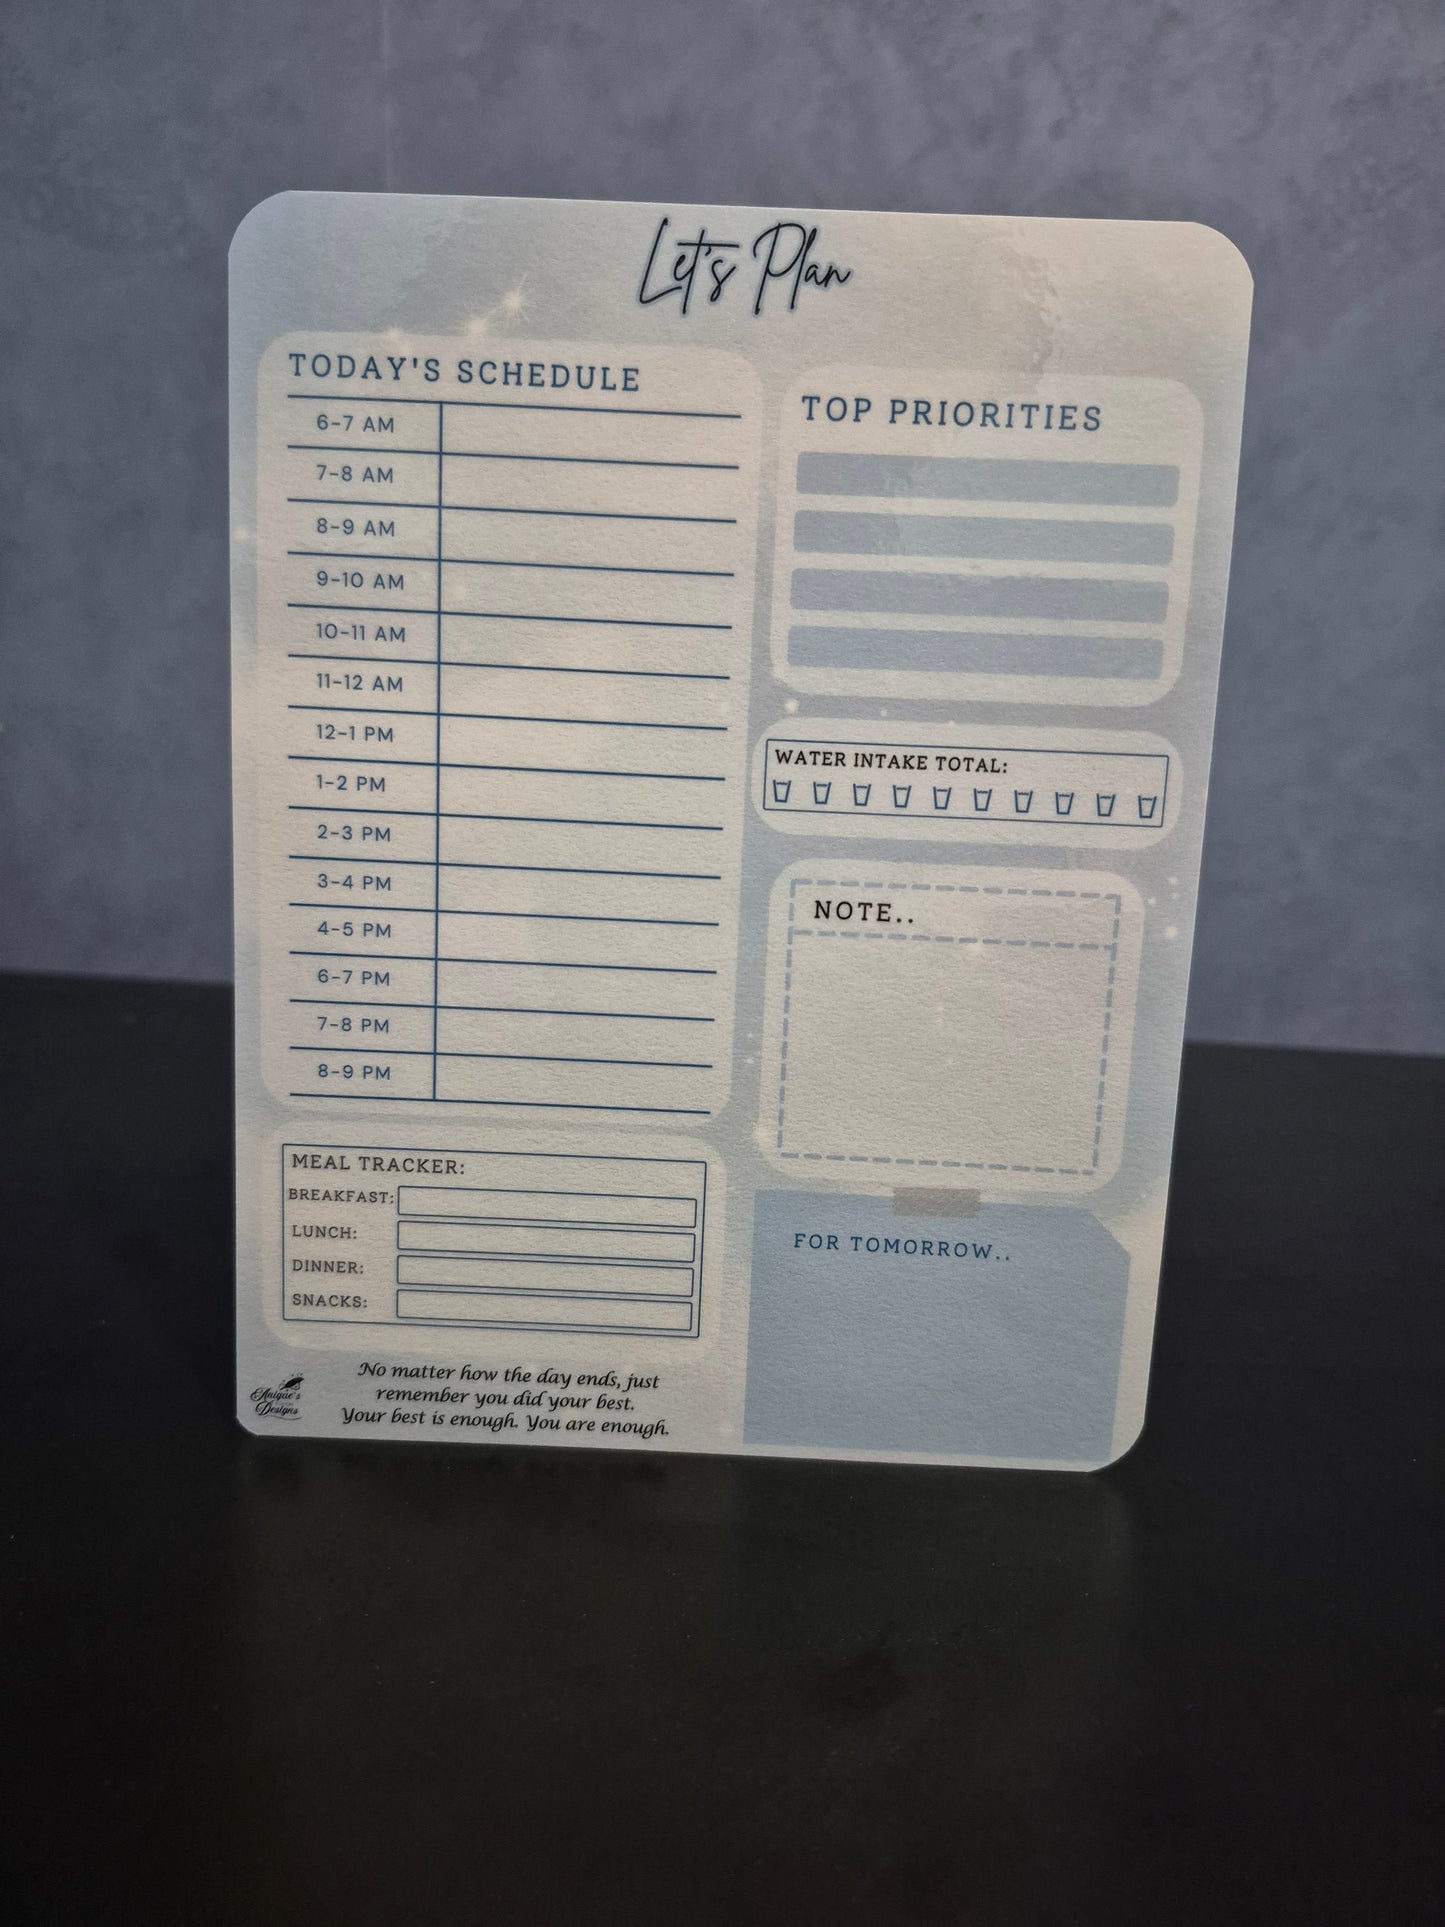 Let's Plan
TODAY'S SCHEDULE
6-7 AM
7-8 AM
8-9 AM
9-10 AM
10-11 AM
11-12 AM
12-1 PM
1-2 PM
2-3 PM
3-4 PM
4-5 PM
6-7 PM
7-8 PM
8-9 PM
MEAL TRACKER:
BREAKFAST:
LUNCH:
DINNER:
SNACKS:
No matter how the day ends, just
remember you did your best.
Your best is enough. You are enough.
Anique's
Designs
TOP PRIORITIES
WATER INTAKE TOTAL:
NOTE..
FOR TOMORROW..